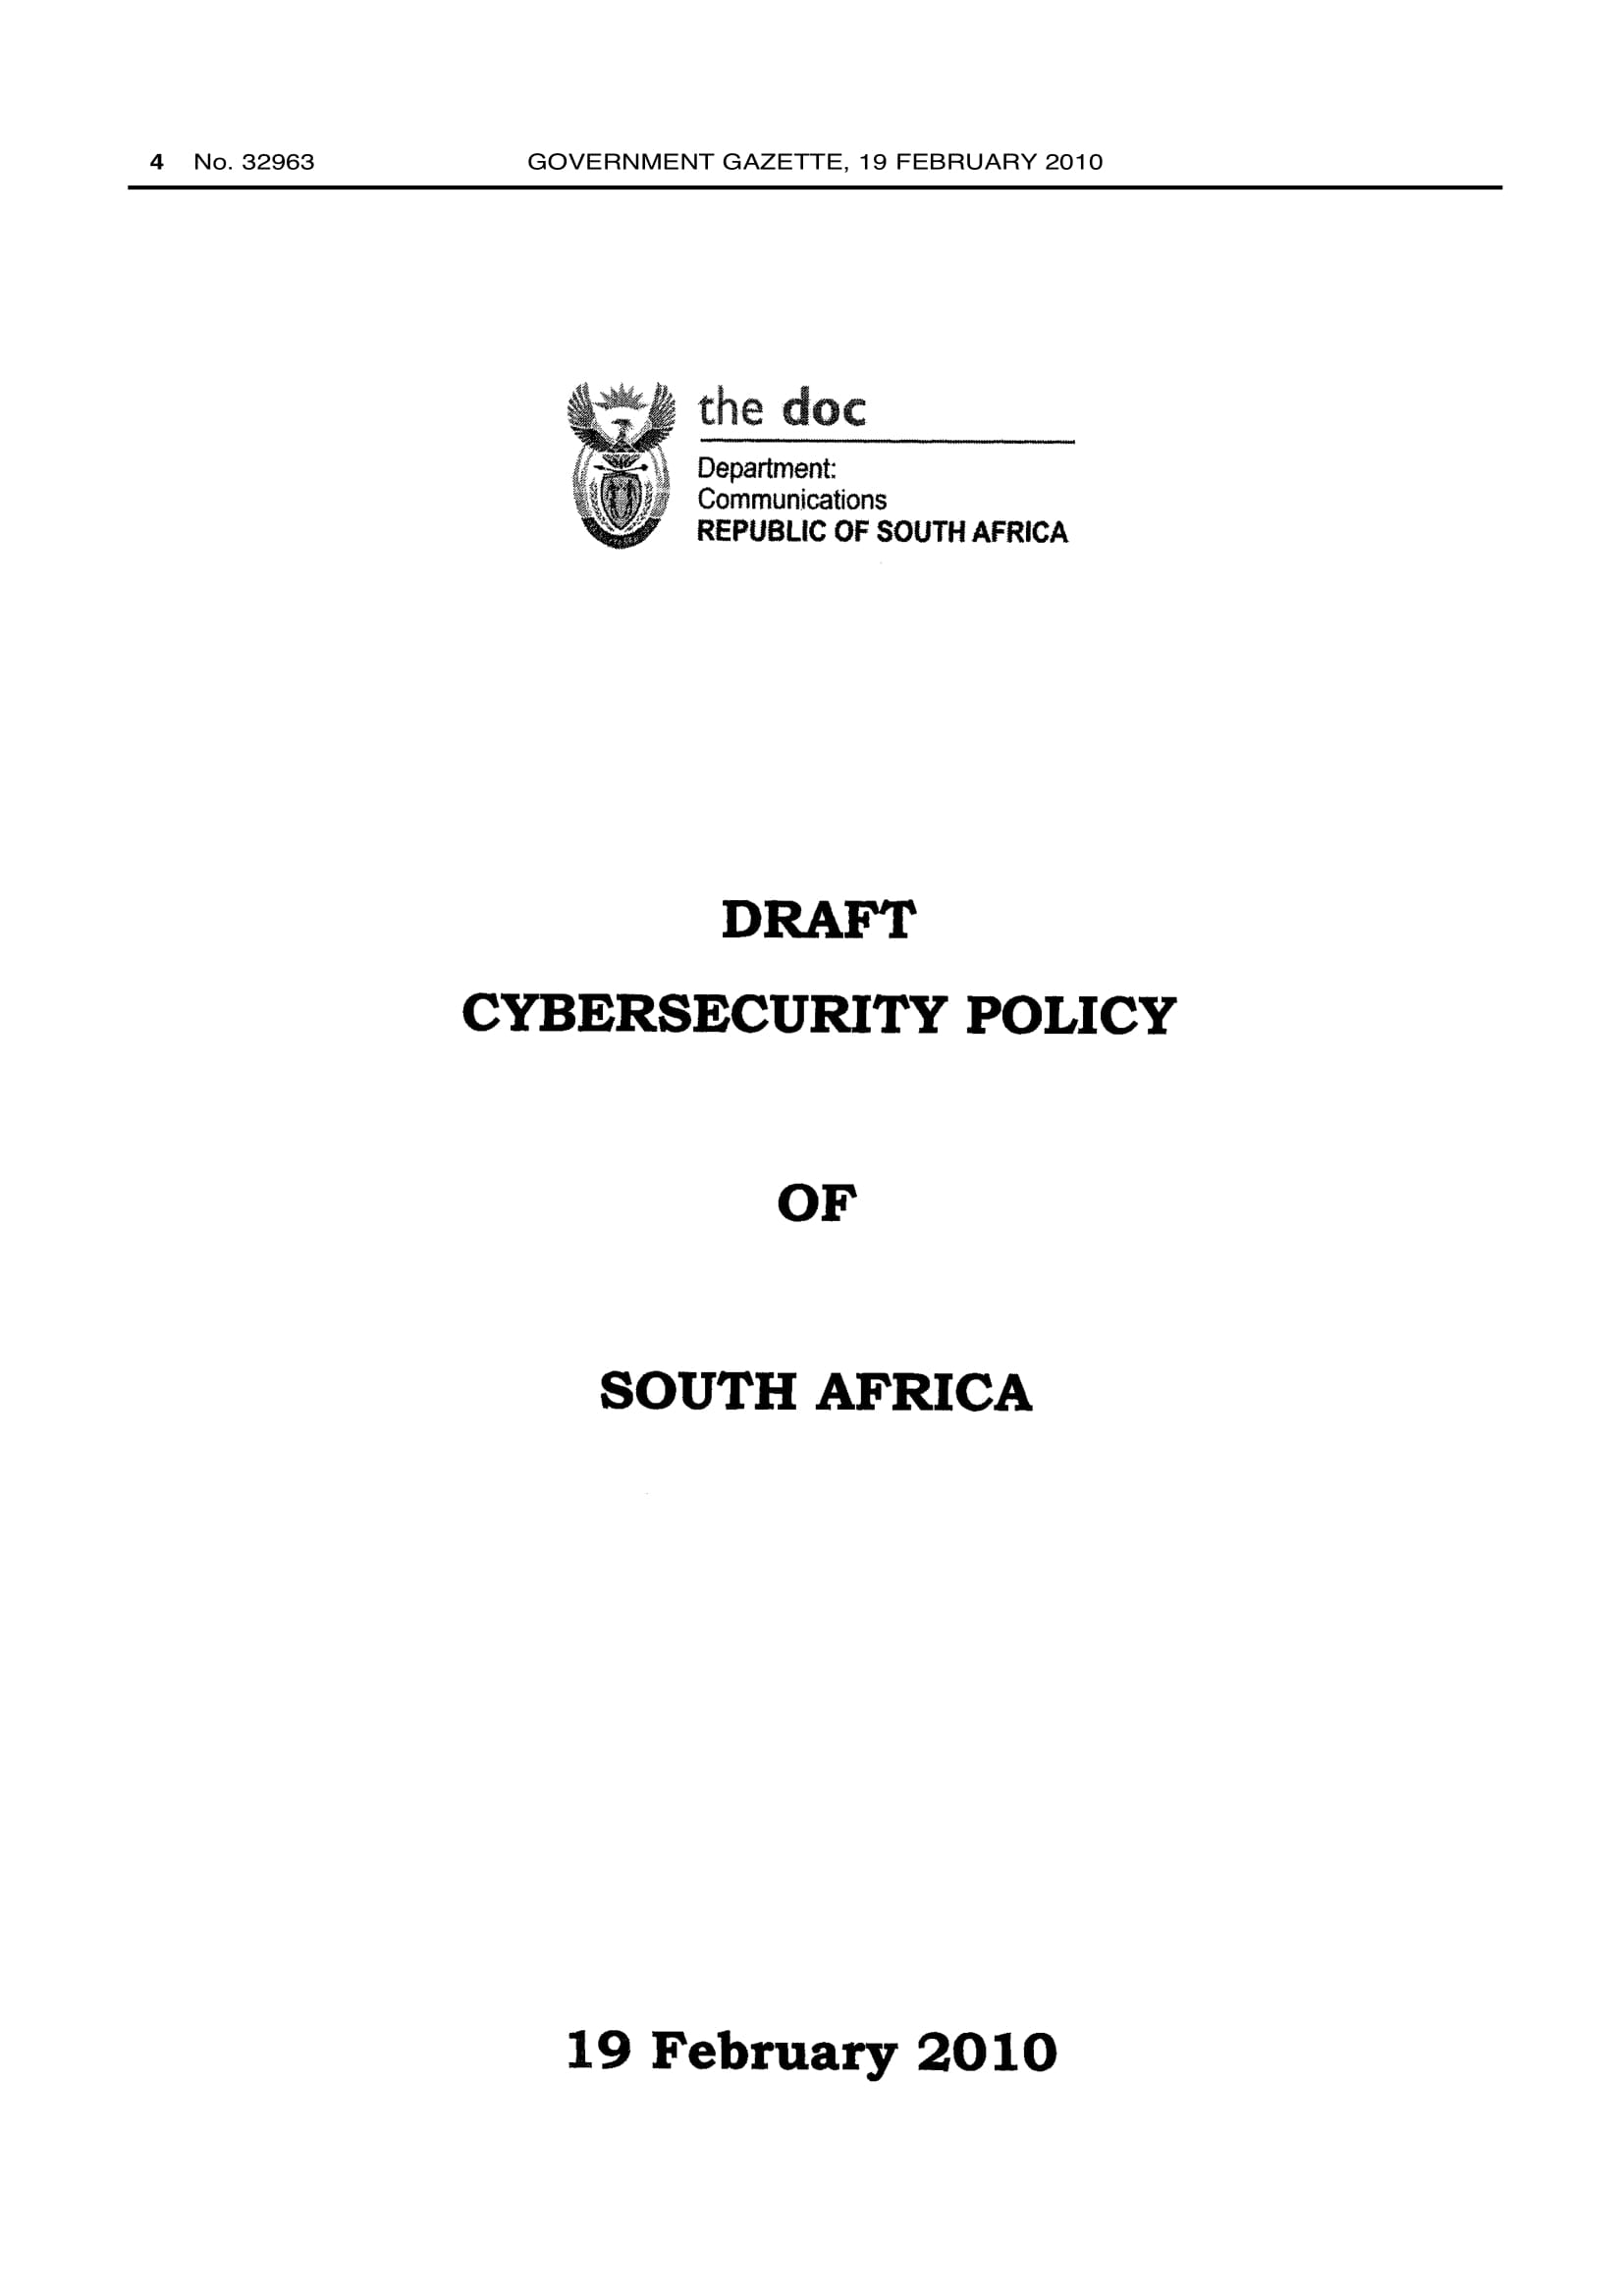 4 No. 32963 GOVERNMENT GAZETTE, 19 FEBRUARY 2010
the doc
Department:
Communications
REPUBLIC OF SOUTH AFRICA
DRAFT
CYBERSECURITY POLICY
OF
SOUTH AFRICA
19 February 2010